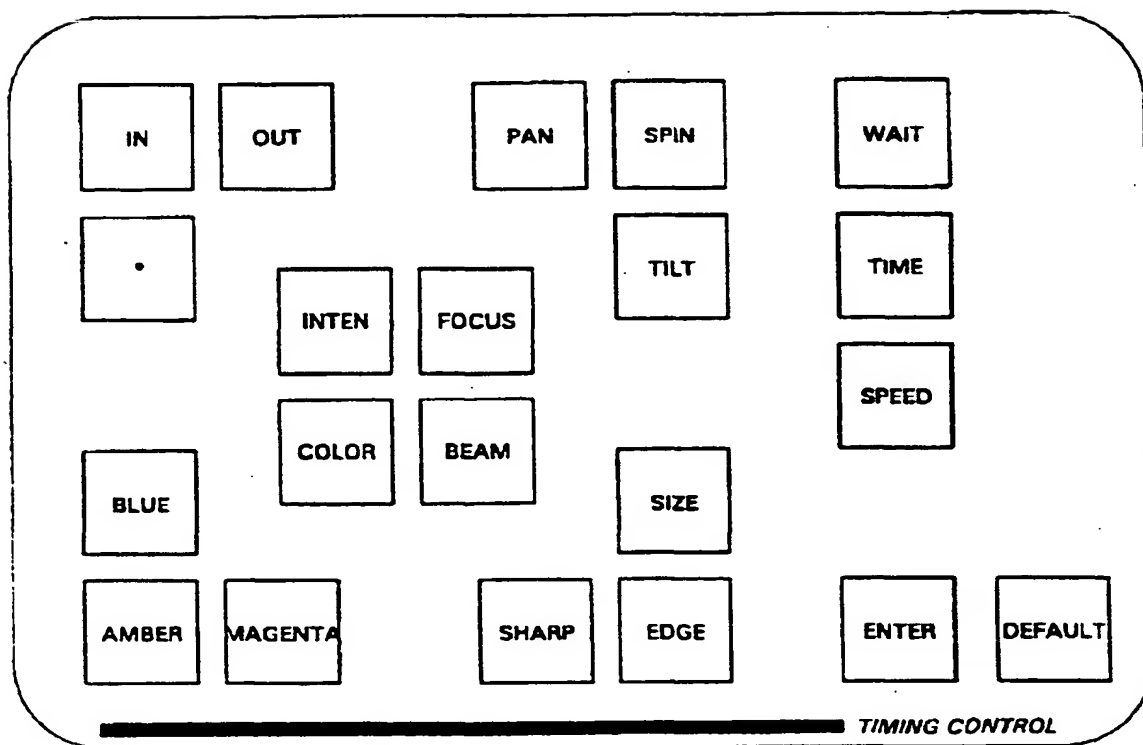 IN OUT PAN SPIN WAIT
• TILT TIME
INTEN FOCUS
SPEED
COLOR BEAM
BLUE SIZE
AMBER MAGENTA SHARP EDGE ENTER DEFAULT
TIMING CONTROL